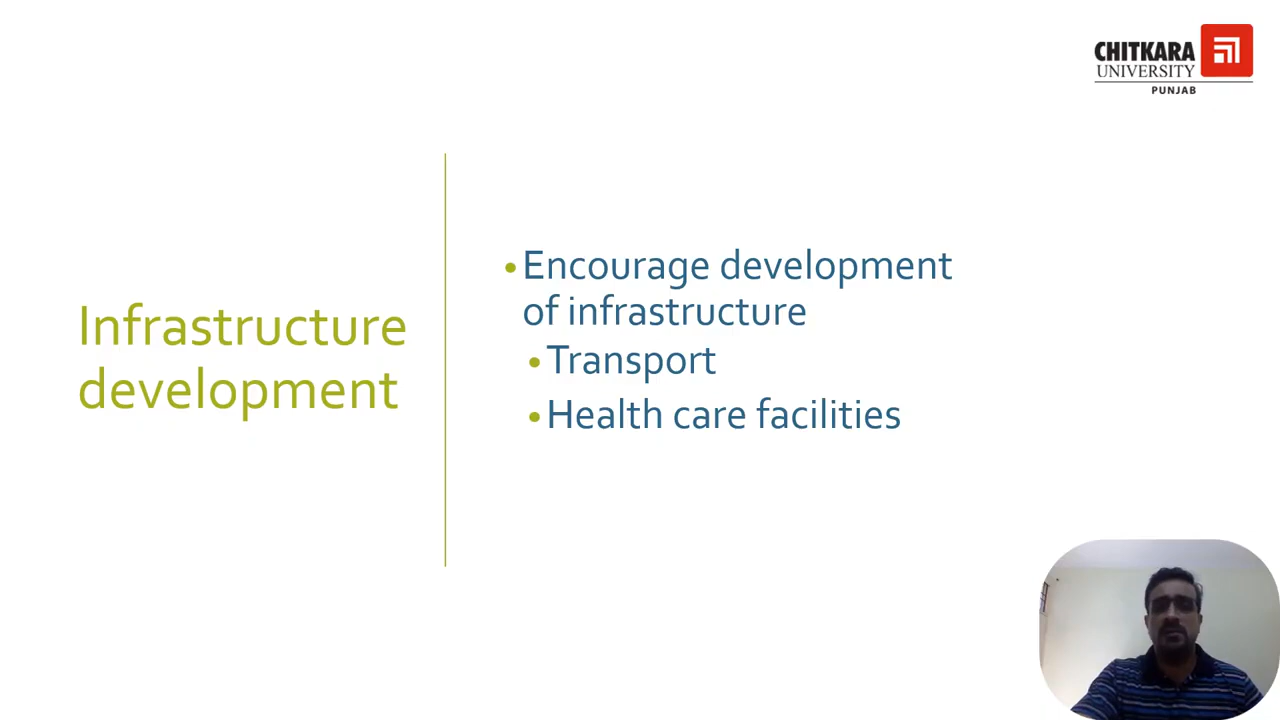 CHITKARA
UNIVERSITY
PUNJAB
Infrastructure
development
• Encourage development
of infrastructure
• Transport
• Health care facilities